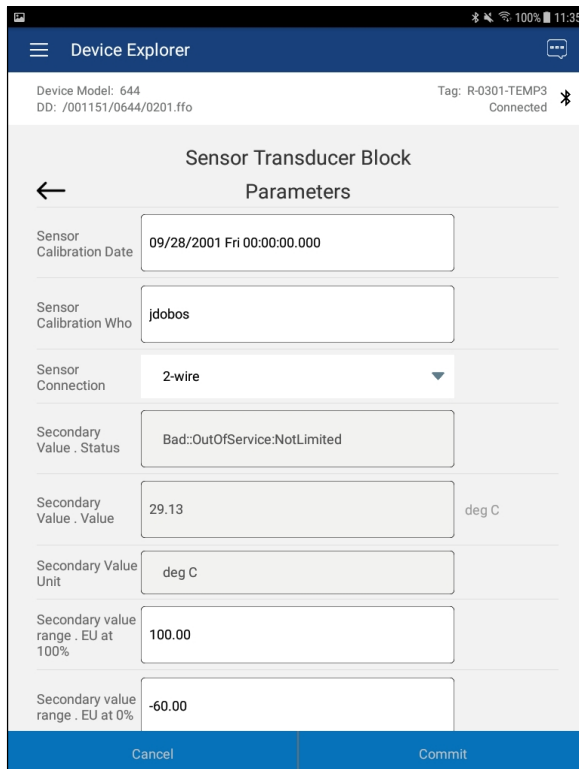 100% 11:35
Device Explorer
Device Model: 644
Tag: R-0301-TEMP3
DD: /001151/0644/0201.ffo
Connected
Sensor Transducer Block
Parameters
Sensor
Calibration Date
09/28/2001 Fri 00:00:00.000
Sensor
Calibration Who
jdobos
Sensor
Connection
2-wire
Secondary
Value . Status
Bad::OutOfService:NotLimited
Secondary
Value . Value
29.13
deg C
Secondary Value
Unit
deg C
Secondary value
range . EU at
100%
100.00
Secondary value
range . EU at 0%
-60.00
Cancel
Commit